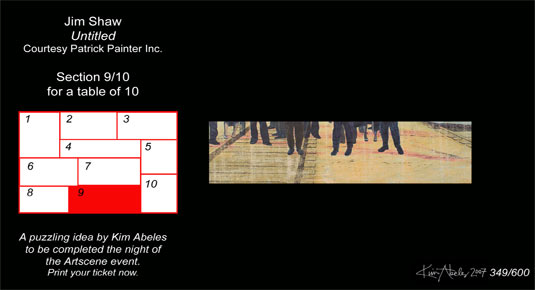 Jim Shaw
Untitled
Courtesy Patrick Painter Inc.
Section 9/10
for a table of 10
1
2
3
4
5
6
7
8
9
10
A puzzling idea by Kim Abeles
to be completed the night of
the Artscene event.
Print your ticket now.
Kim Abeles 2007 349/600